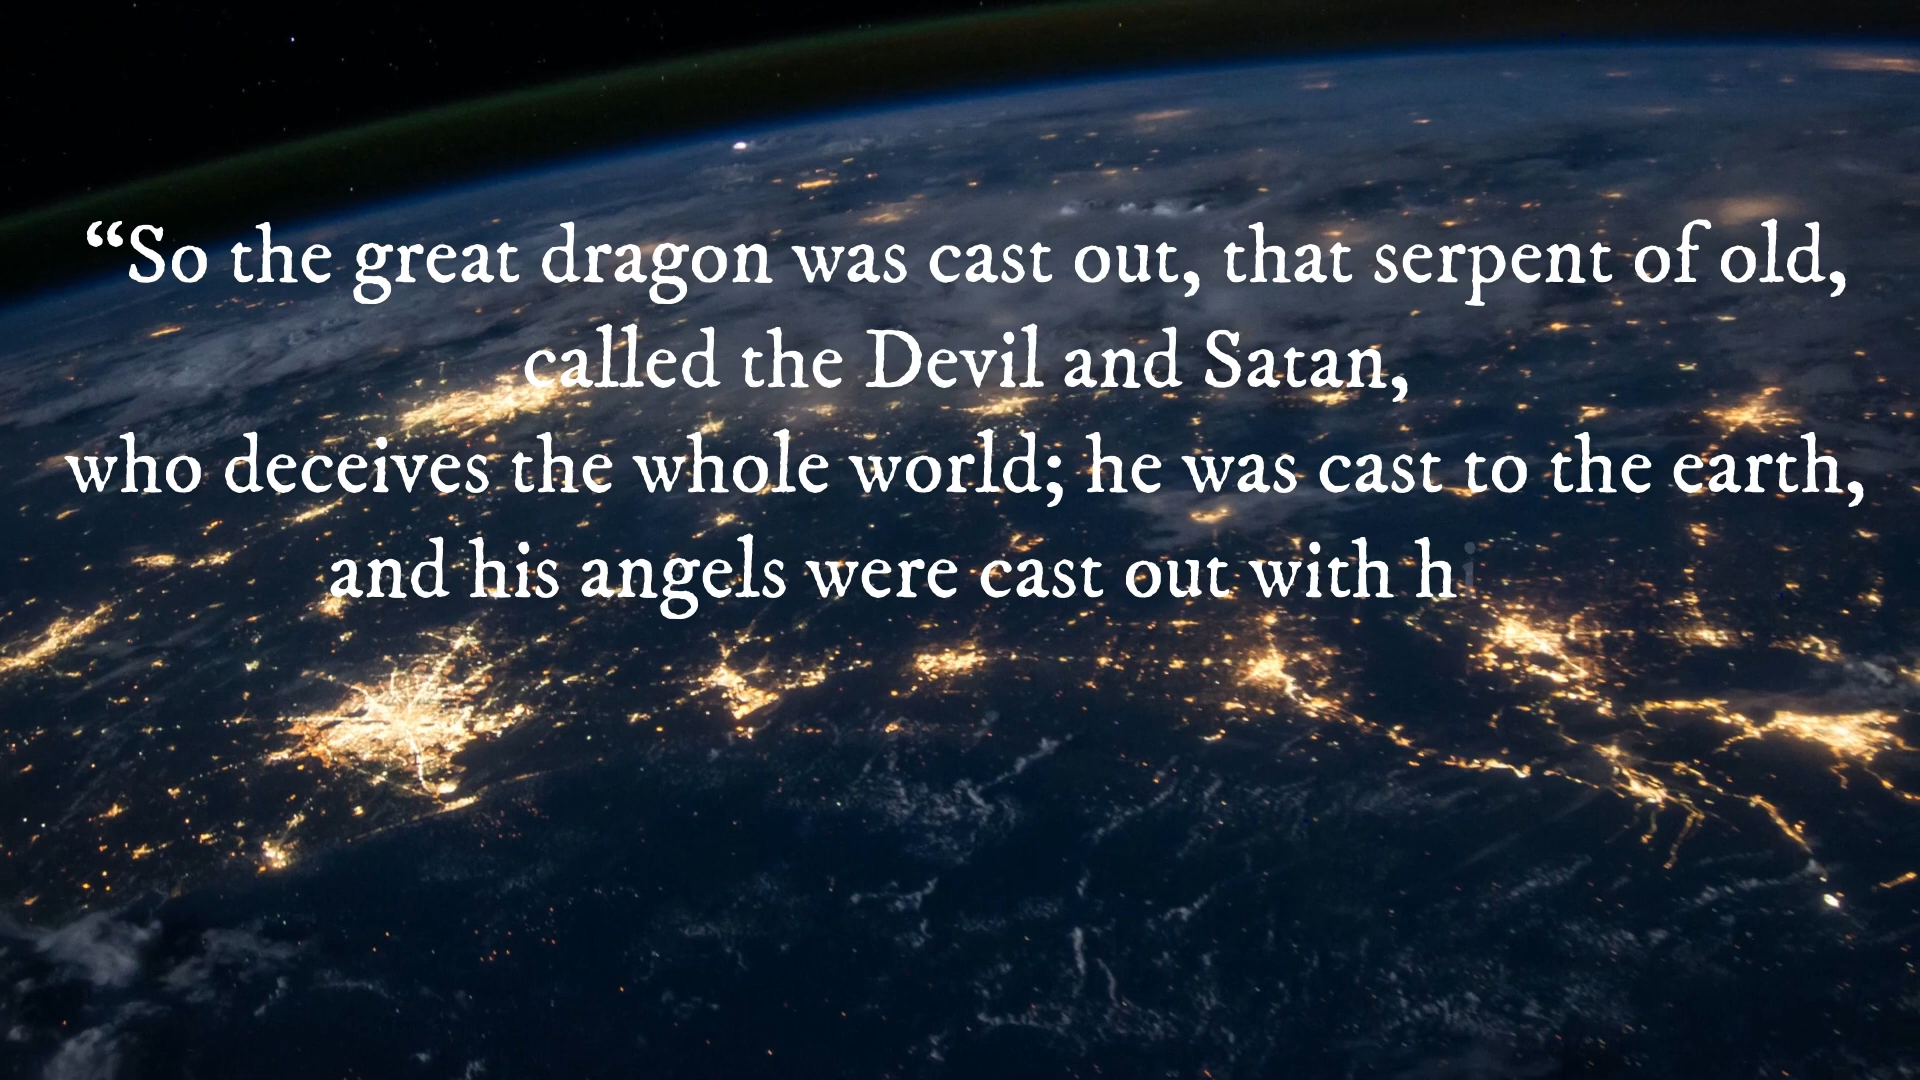 “So the great dragon was cast out, that serpent of old,
called the Devil and Satan,
who deceives the whole world; he was cast to the earth,
and his angels were cast out with hi